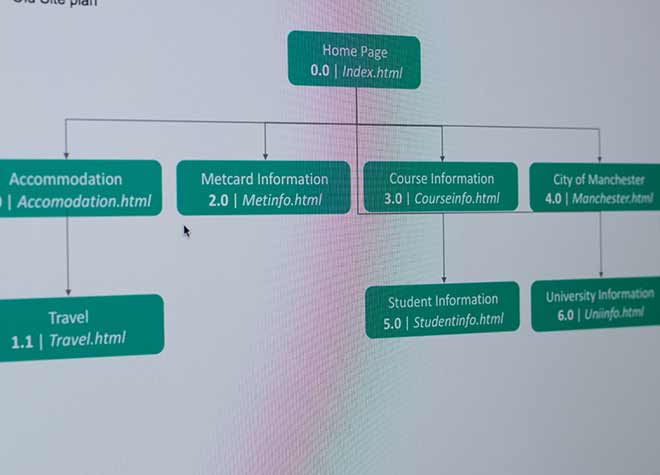 Old Site plan
Home Page
0.0 | Index.html
Accommodation
| Accomodation.html
Metcard Information
2.0 | Metinfo.html
Course Information
3.0 | Courseinfo.html
City of Manchester
4.0 | Manchester.html
Travel
1.1 | Travel.html
Student Information
5.0 | Studentinfo.html
University Information
6.0 | Uniinfo.html